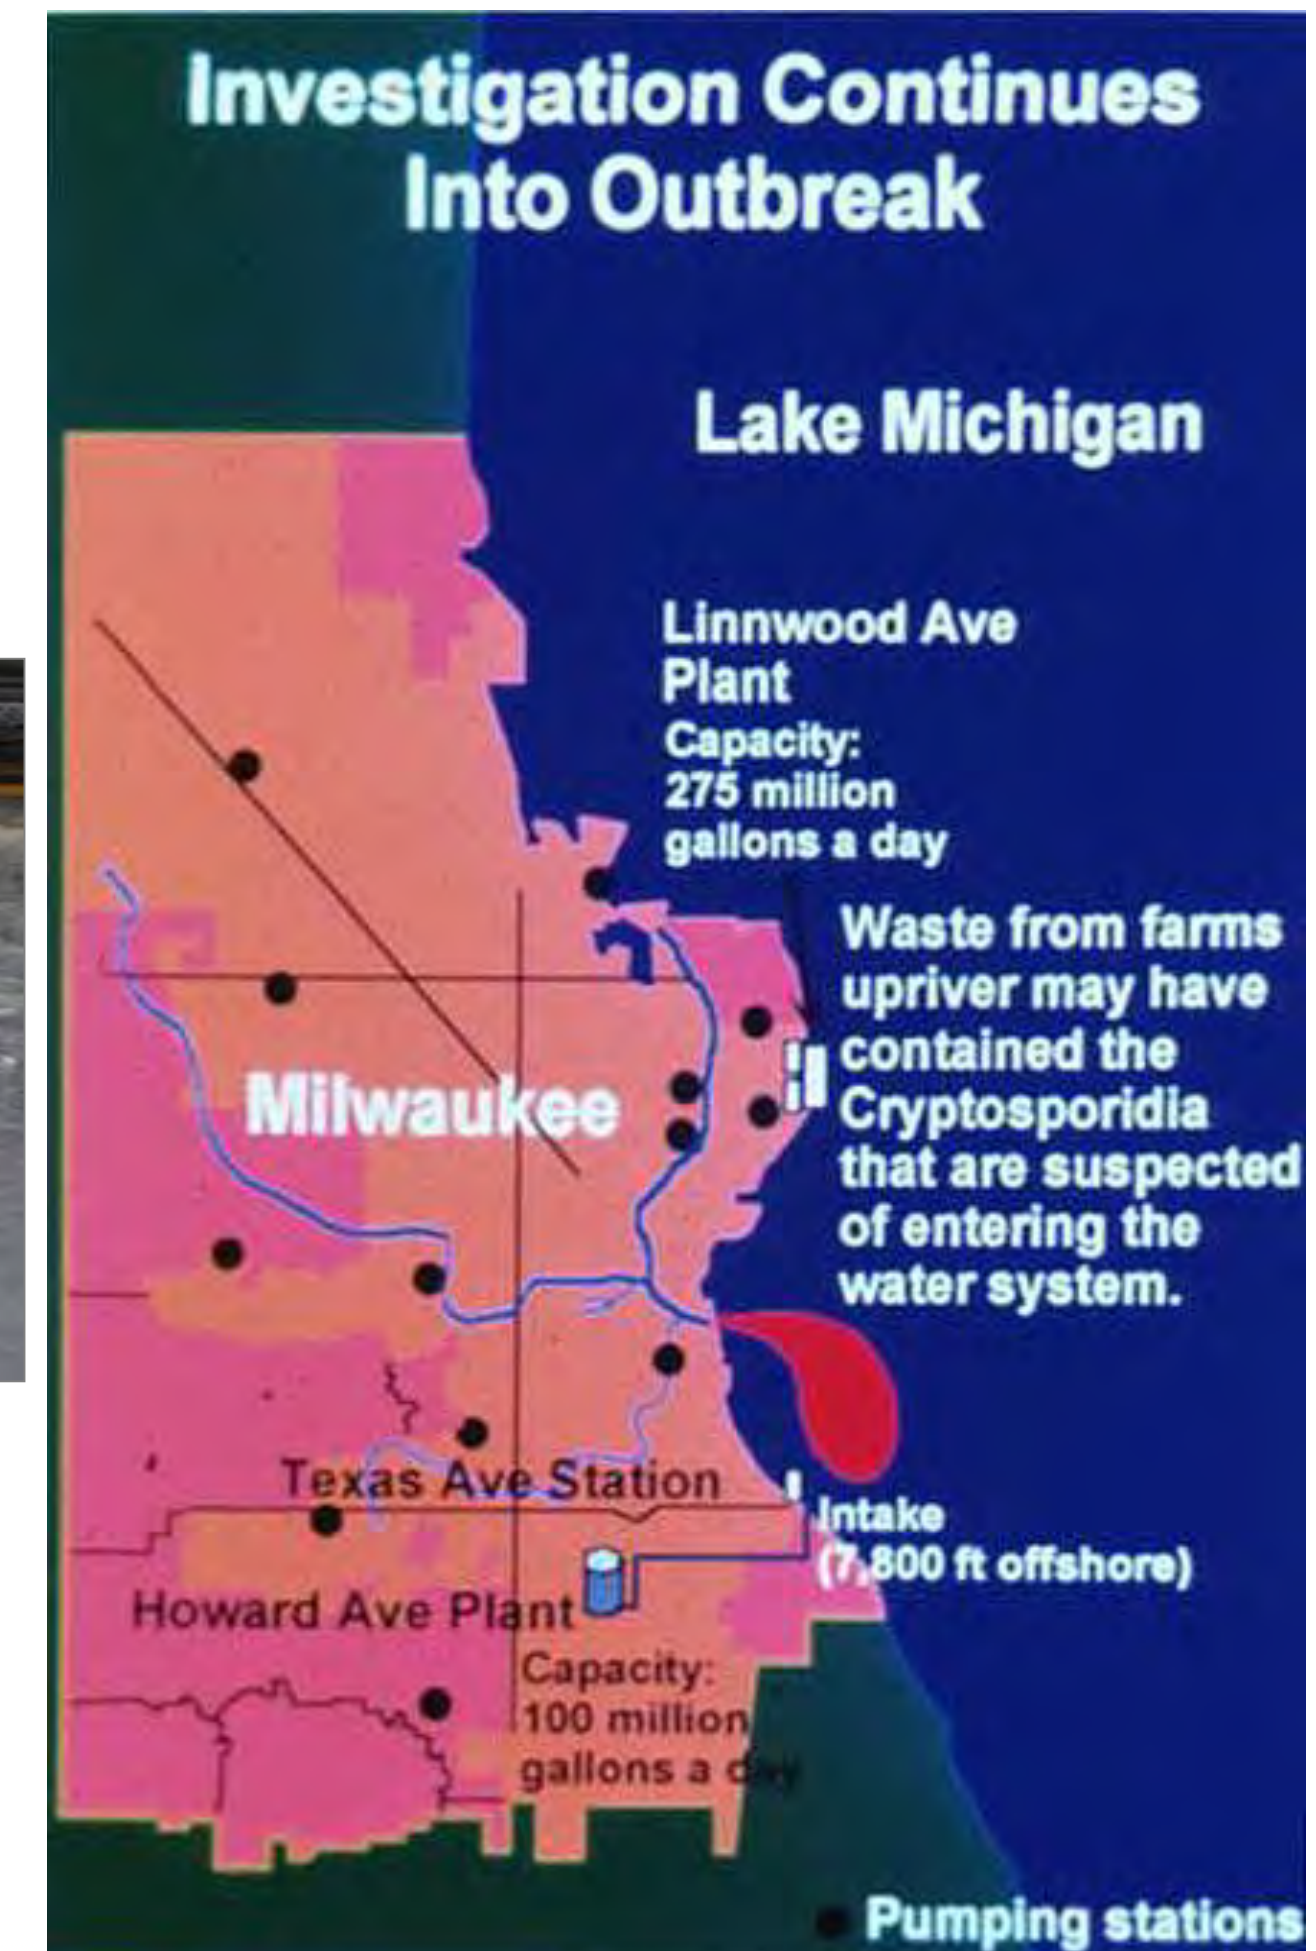 Investigation Continues
Into Outbreak
Lake Michigan
Linnwood Ave
Plant
Capacity:
275 million
gallons a day
Waste from farms
upriver may have
contained the
Cryptosporidia
that are suspected
of entering the
water system.
Milwaukee
Texas Ave Station
Intake
(7,800 ft offshore)
Howard Ave Plant
Capacity:
100 million
gallons a day
Pumping stations